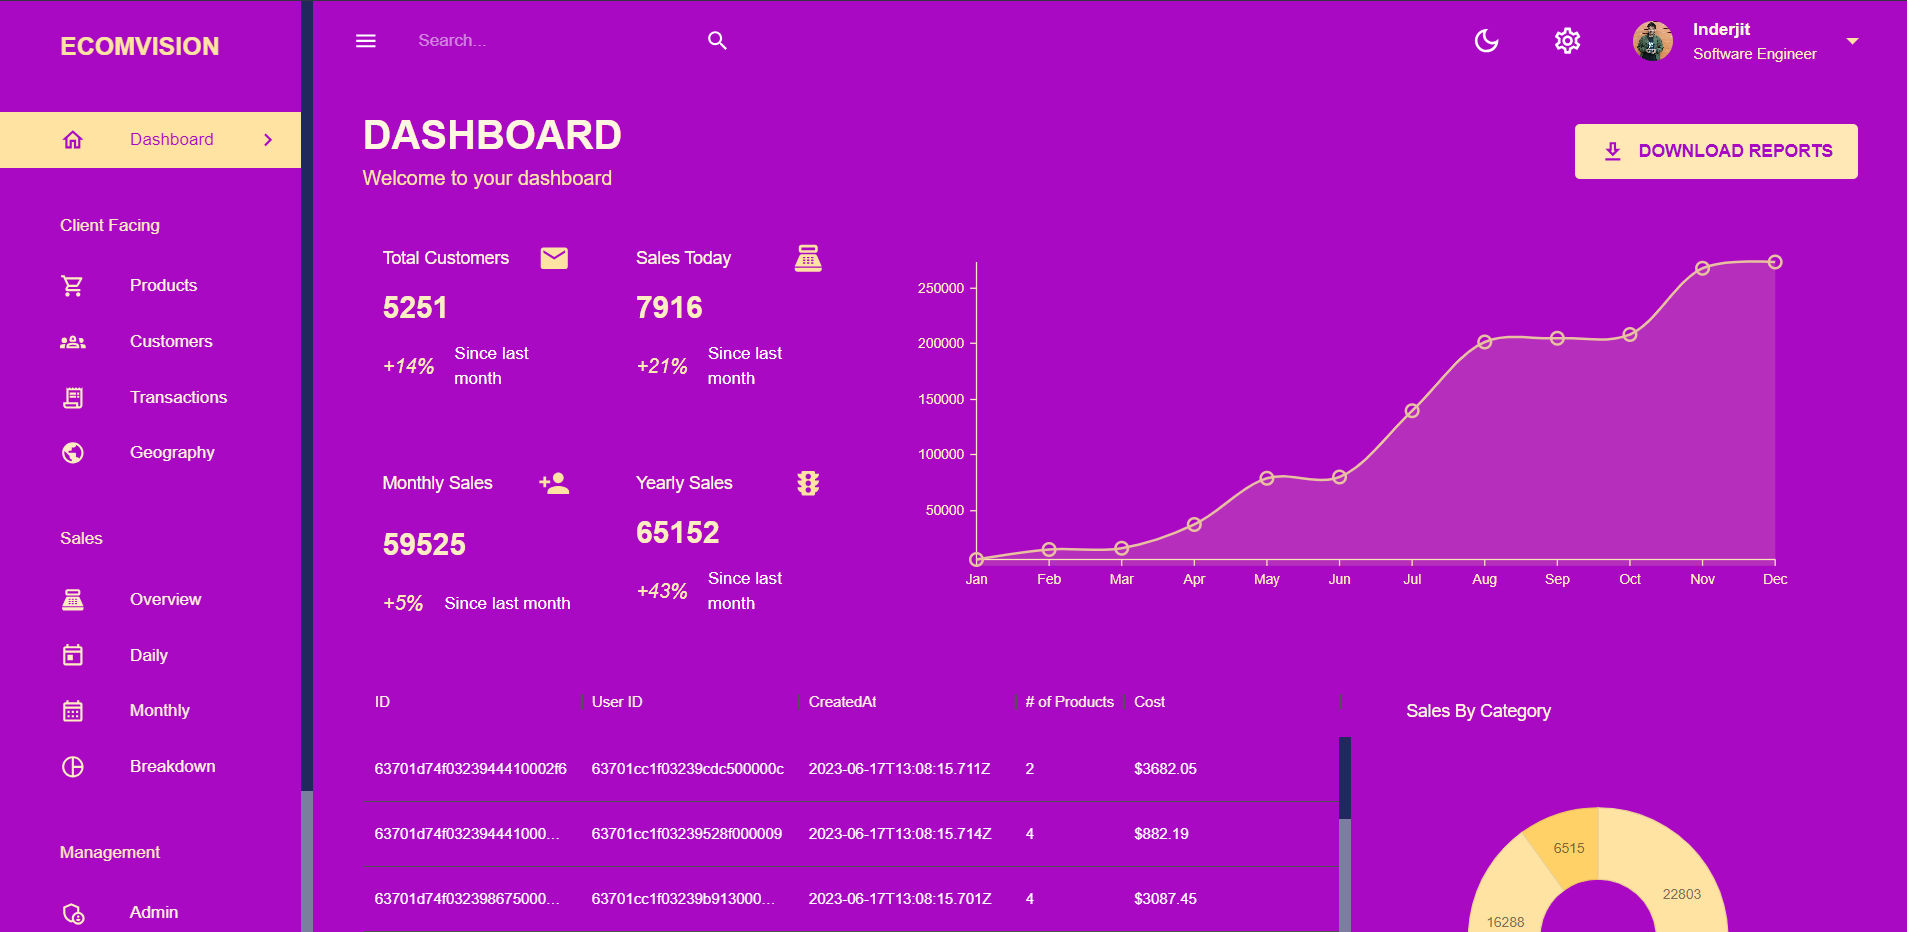 ECOMVISION
Dashboard
Client Facing
Products
Customers
Transactions
Geography
Sales
Overview
Daily
Monthly
Breakdown
Management
Admin
Search...
Inderjit
Software Engineer
DASHBOARD
Welcome to your dashboard
DOWNLOAD REPORTS
Total Customers
5251
+14%
Since last
month
Sales Today
7916
+21%
Since last
month
Monthly Sales
59525
+5%
Since last month
Yearly Sales
65152
+43%
Since last
month
250000
200000
150000
100000
50000
Jan Feb Mar Apr May Jun Jul Aug Sep Oct Nov Dec
ID User ID CreatedAt # of Products Cost
63701d74f0323944410002f6 63701cc1f03239cdc500000c 2023-06-17T13:08:15.711Z 2 $3682.05
63701d74f032394441000... 63701cc1f03239528f000009 2023-06-17T13:08:15.714Z 4 $882.19
63701d74f032398675000... 63701cc1f03239b913000... 2023-06-17T13:08:15.701Z 4 $3087.45
Sales By Category
6515
22803
16288